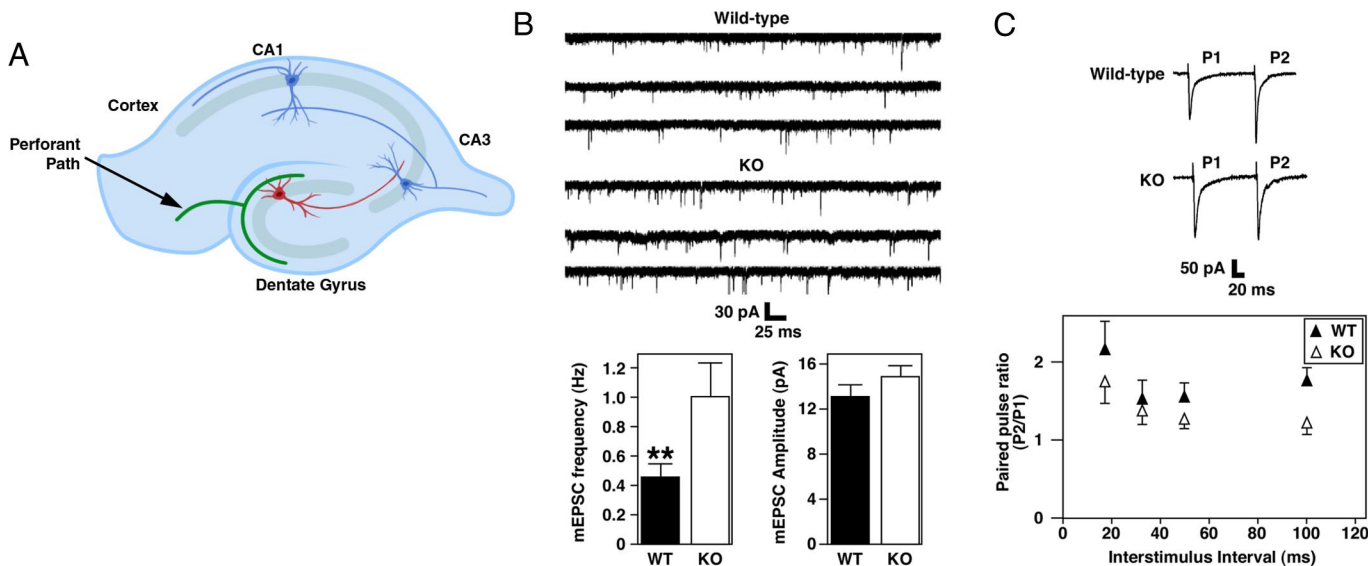 A
CA1
Cortex
Perforant
Path
CA3
Dentate Gyrus
B
Wild-type
KO
30 pA
25 ms
mEPSC frequency (Hz)
1.2
1.0
0.8
0.6
0.4
0.2
0
**
WT
KO
mEPSC Amplitude (pA)
16
12
8
4
0
WT
KO
C
P1
P2
Wild-type
P1
P2
KO
50 pA
20 ms
WT
KO
Paired pulse ratio
(P2/P1)
2
1
0
0
20
40
60
80
100
120
Interstimulus Interval (ms)